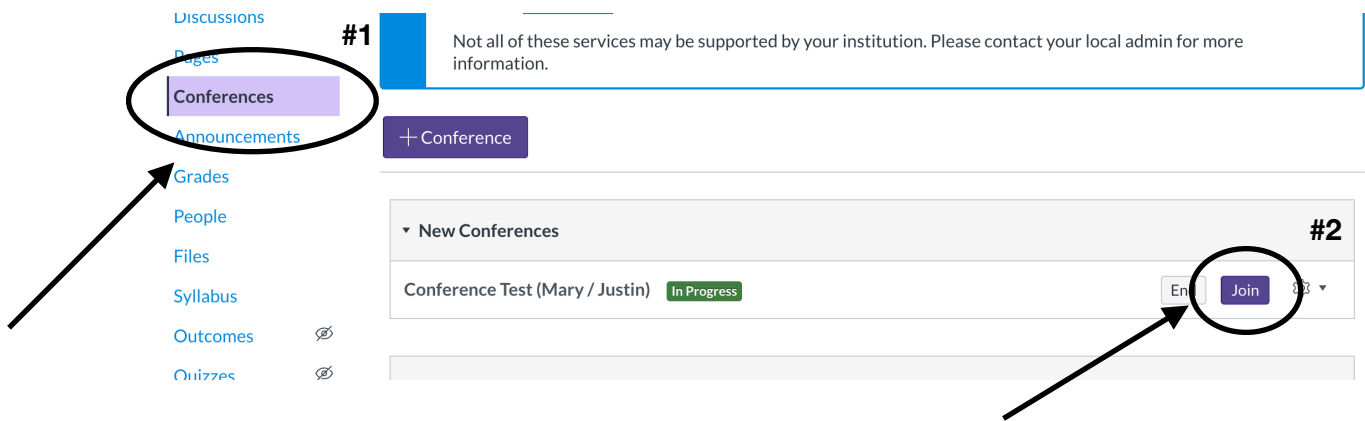 Discussions
#1
Pages
Conferences
Announcements
Grades
People
Files
Syllabus
Outcomes
Quizzes
Not all of these services may be supported by your institution. Please contact your local admin for more
information.
+ Conference
New Conferences
#2
Conference Test (Mary / Justin) In Progress End Join